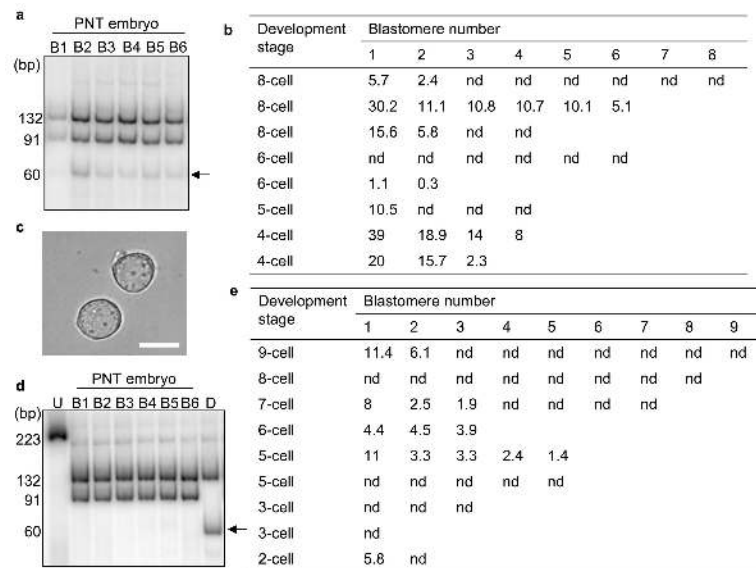 a
PNT embryo
B1 B2 B3 B4 B5 B6
(bp)
132
91
60
b
Development stage Blastomere number
1 2 3 4 5 6 7 8
8-cell 5.7 2.4 nd nd nd nd nd nd
8-cell 30.2 11.1 10.8 10.7 10.1 5.1
8-cell 15.6 5.8 nd nd
6-cell nd nd nd nd nd nd
6-cell 1.1 0.3
5-cell 10.5 nd nd nd
4-cell 39 18.9 14 8
4-cell 20 15.7 2.3
c
d
PNT embryo
U B1 B2 B3 B4 B5 B6 D
(bp)
223
132
91
60
e
Development stage Blastomere number
1 2 3 4 5 6 7 8 9
9-cell 11.4 6.1 nd nd nd nd nd nd nd
8-cell nd nd nd nd nd nd nd nd
7-cell 8 2.5 1.9 nd nd nd nd
6-cell 4.4 4.5 3.9
5-cell 11 3.3 3.3 2.4 1.4
5-cell nd nd nd nd nd
3-cell nd nd nd
3-cell nd
2-cell 5.8 nd